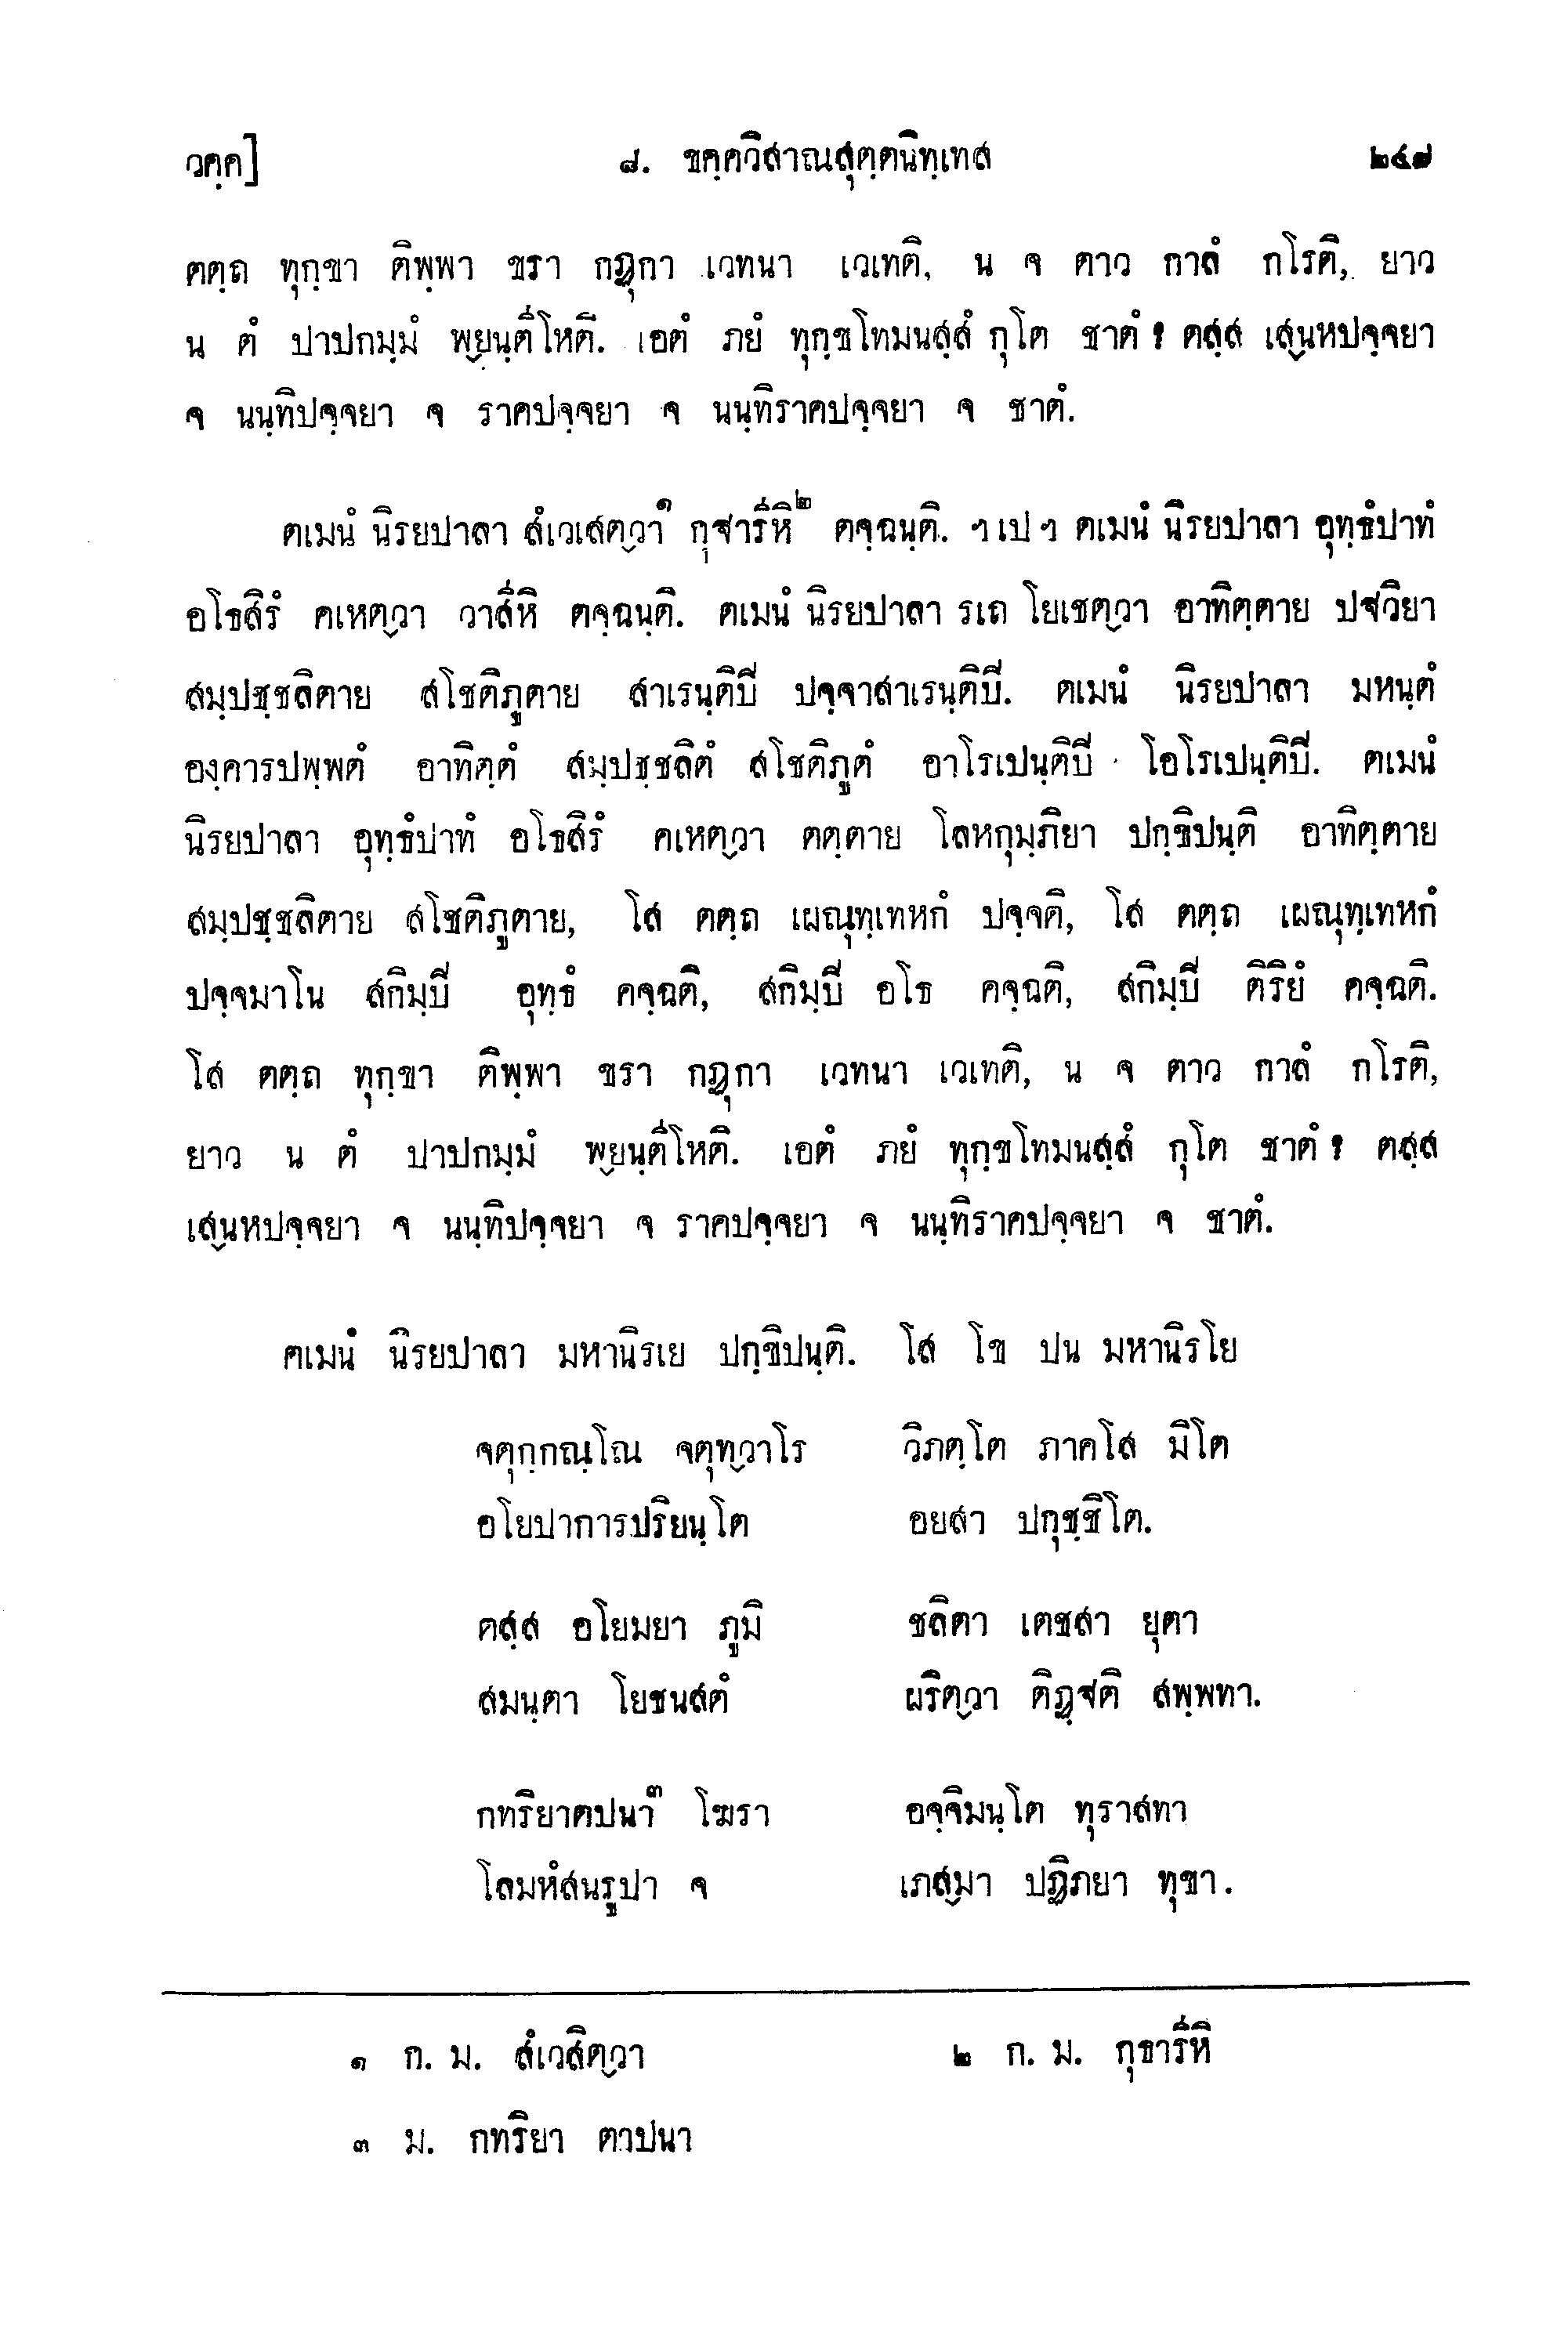 วคฺค]
๘. ขคฺควิสาณสุตฺตนิทฺเทส
๒๔๗
ตตฺถ ทุกฺขา ติพฺพา ขรา กฏุกา เวทนา เวเทติ, น จ ตาว กาลํ กโรติ, ยาว
น ตํ ปาปกมฺมํ พฺยนฺตีโหติ. เอตํ ภยํ ทุกฺขโทมนสฺสํ กุโต ชาตํ? ตสฺส เสฺนหปจฺจยา
จ นนฺทิปจฺจยา จ ราคปจฺจยา จ นนฺทิราคปจฺจยา จ ชาตํ.
ตเมนํ นิรยปาลา สํเวเสตฺวา๑ กุฐารีหิ๒ ตจฺฉนฺติ. ฯเปฯ ตเมนํ นิรยปาลา อุทฺธํปาทํ
อโธสิรํ คเหตฺวา วาสีหิ ตจฺฉนฺติ. ตเมนํ นิรยปาลา รเถ โยเชตฺวา อาทิตฺตาย ปฐวิยา
สมฺปชฺชลิตาย สโชติภูตาย สาเรนฺติปิ ปจฺจาสาเรนฺติปิ. ตเมนํ นิรยปาลา มหนฺตํ
องฺคารปพฺพตํ อาทิตฺตํ สมฺปชฺชลิตํ สโชติภูตํ อาโรเปนฺติปิ โอโรเปนฺติปิ. ตเมนํ
นิรยปาลา อุทฺธํปาทํ อโธสิรํ คเหตฺวา ตตฺตาย โลหกุมฺภิยา ปกฺขิปนฺติ อาทิตฺตาย
สมฺปชฺชลิตาย สโชติภูตาย, โส ตตฺถ เผณุทฺเทหกํ ปจฺจติ, โส ตตฺถ เผณุทฺเทหกํ
ปจฺจมาโน สกิมฺปิ อุทฺธํ คจฺฉติ, สกิมฺปิ อโธ คจฺฉติ, สกิมฺปิ ติริยํ คจฺฉติ.
โส ตตฺถ ทุกฺขา ติพฺพา ขรา กฏุกา เวทนา เวเทติ, น จ ตาว กาลํ กโรติ,
ยาว น ตํ ปาปกมฺมํ พฺยนฺตีโหติ. เอตํ ภยํ ทุกฺขโทมนสฺสํ กุโต ชาตํ? ตสฺส
เสฺนหปจฺจยา จ นนฺทิปจฺจยา จ ราคปจฺจยา จ นนฺทิราคปจฺจยา จ ชาตํ.
ตเมนํ นิรยปาลา มหานิรเย ปกฺขิปนฺติ. โส โข ปน มหานิรโย
จตุกฺกณฺโณ จตุทฺวาโร วิภตฺโต ภาคโส มิโต
อโยปาการปริยนฺโต อยสา ปกุชฺชิโต.
ตสฺส อโยมยา ภูมิ ชลิตา เตชสา ยุตา
สมนฺตา โยชนสตํ ผริตฺวา ติฏฺฐติ สพฺพทา.
กทริยาตปนา๓ โฆรา อจฺจิมนฺโต ทุราสทา
โลมหํสนรูปา จ เภสฺมา ปฏิภยา ทุขา.
๑ ก. ม. สํเวสิตฺวา
๒ ก. ม. กุธารีหิ
๓ ม. กทริยา ตาปนา